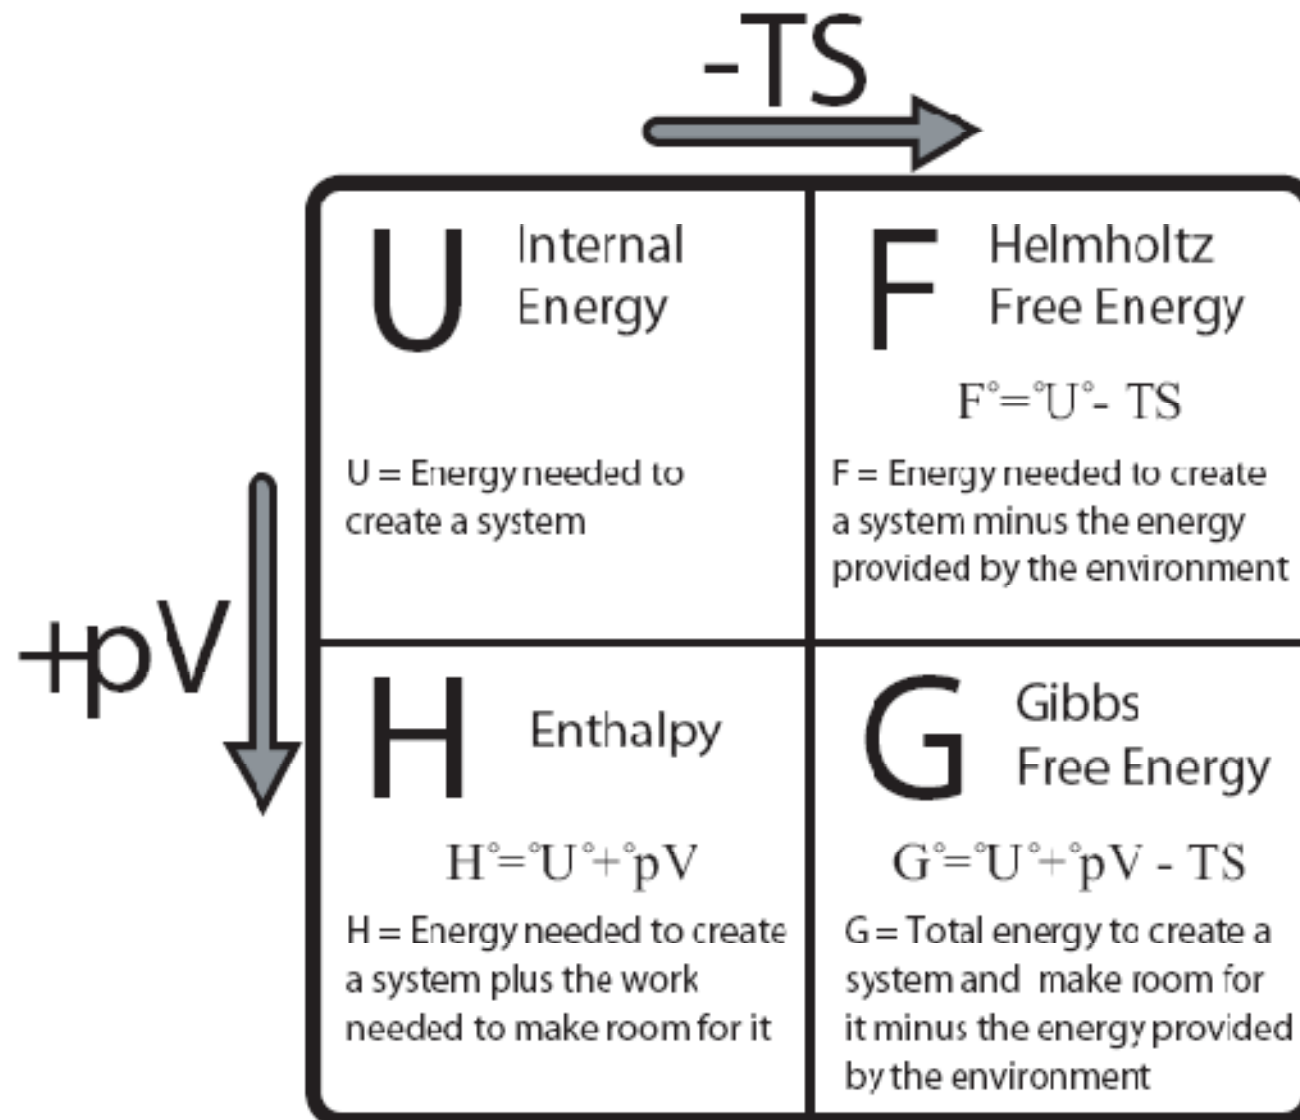 -TS
U Internal
Energy
U = Energy needed to
create a system
F Helmholtz
Free Energy
F°=°U°- TS
F = Energy needed to create
a system minus the energy
provided by the environment
+pV
H Enthalpy
H°=°U°+°pV
H = Energy needed to create
a system plus the work
needed to make room for it
G Gibbs
Free Energy
G°=°U°+°pV - TS
G = Total energy to create a
system and make room for
it minus the energy provided
by the environment